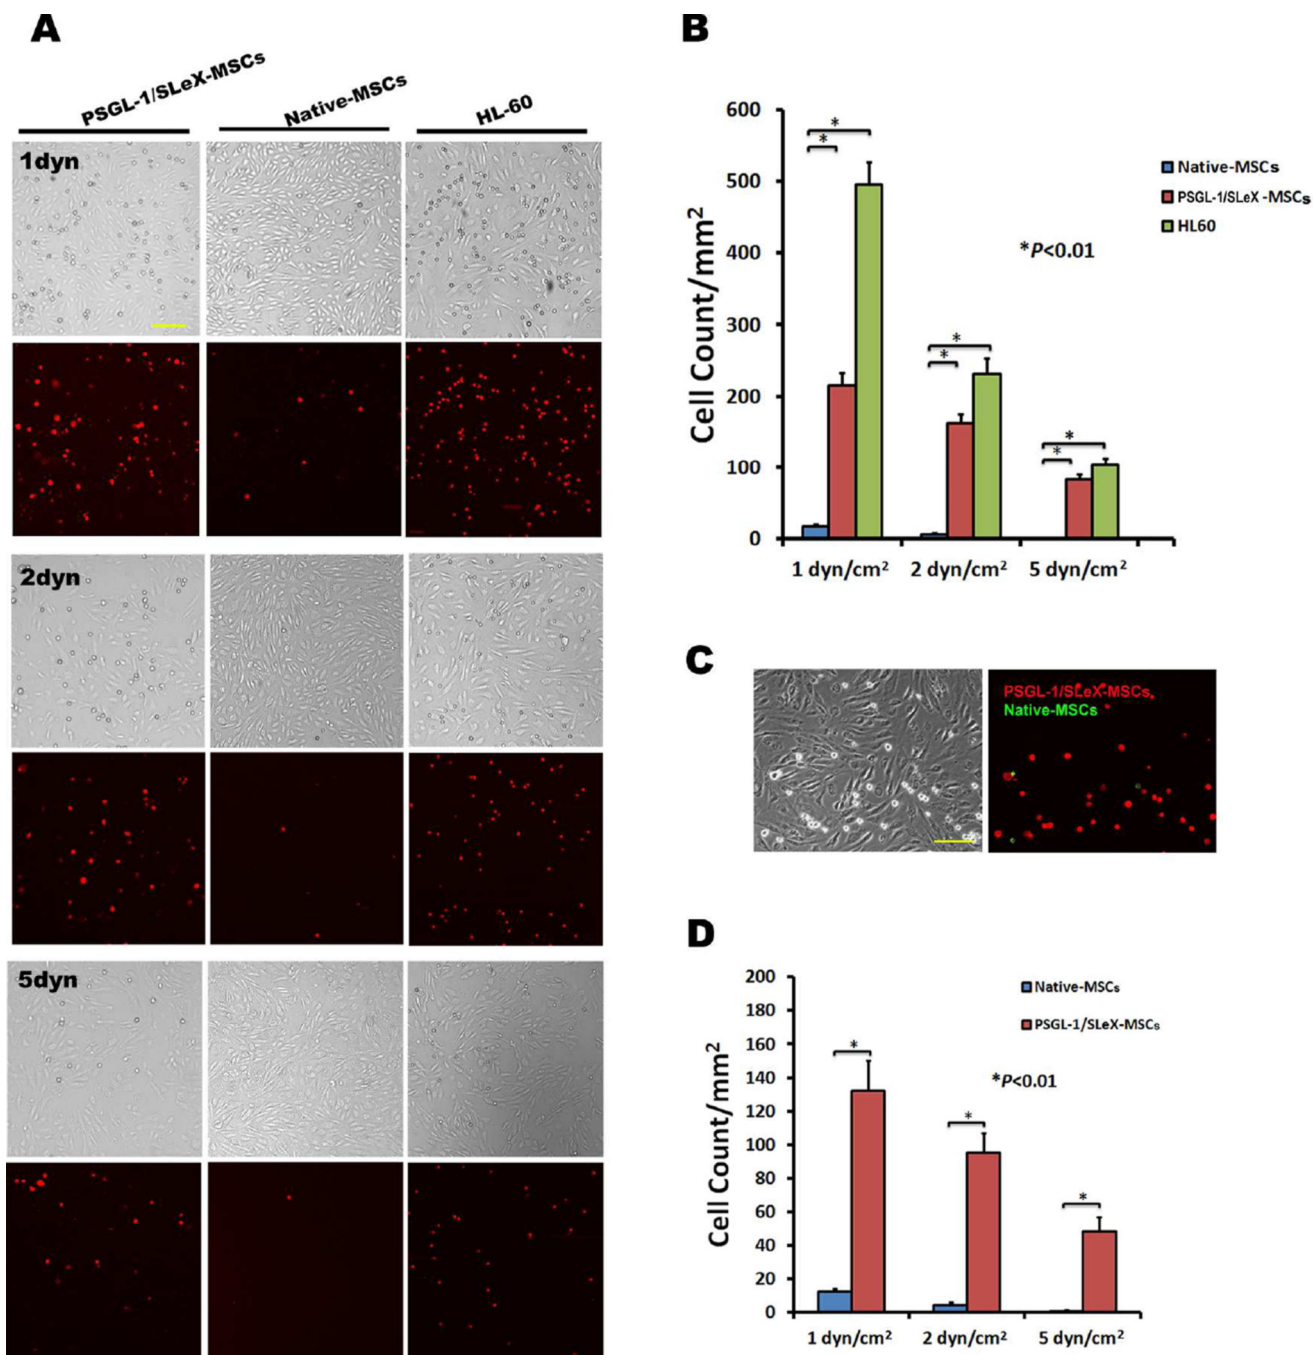 A
PSGL-1/SLeX-MSCs
Native-MSCs
HL-60
1dyn
2dyn
5dyn
B
Cell Count/mm²
600
500
400
300
200
100
0
* *
* *
* *
1 dyn/cm² 2 dyn/cm² 5 dyn/cm²
Native-MSCs
PSGL-1/SLeX -MSCs
HL60
*P<0.01
C
PSGL-1/SLeX-MSCs
Native-MSCs
D
Cell Count/mm²
200
180
160
140
120
100
80
60
40
20
0
*
*
*
1 dyn/cm² 2 dyn/cm² 5 dyn/cm²
Native-MSCs
PSGL-1/SLeX-MSCs
*P<0.01